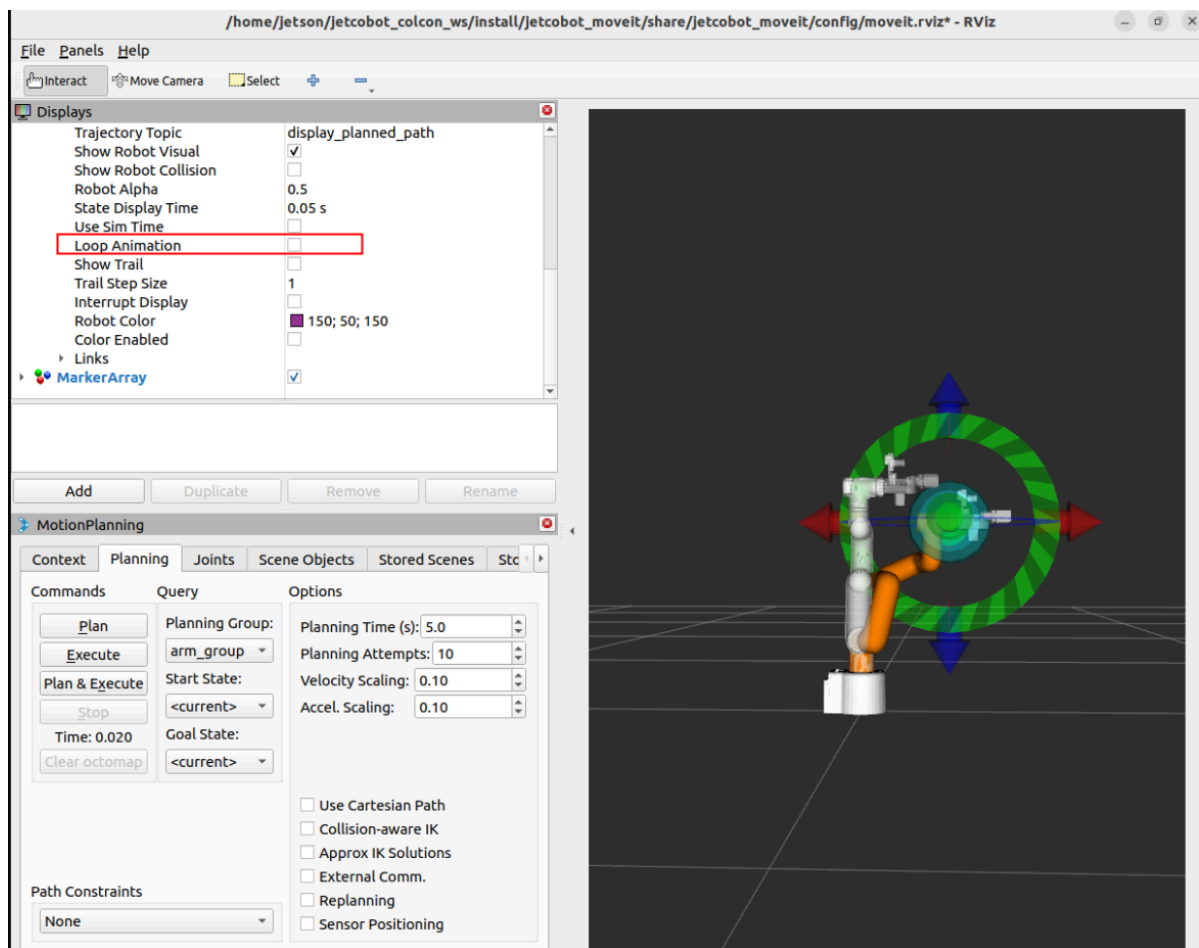 /home/jetson/jetcobot_colcon_ws/install/jetcobot_moveit/share/jetcobot_moveit/config/moveit.rviz* - RViz
File Panels Help
Interact Move Camera Select
Displays
Trajectory Topic display_planned_path
Show Robot Visual
Show Robot Collision
Robot Alpha 0.5
State Display Time 0.05 s
Use Sim Time
Loop Animation
Show Trail
Trail Step Size 1
Interrupt Display
Robot Color 150; 50; 150
Color Enabled
Links
MarkerArray
Add Duplicate Remove Rename
MotionPlanning
Context Planning Joints Scene Objects Stored Scenes Sto
Commands Query Options
Plan Planning Group: Planning Time (s): 5.0
Execute arm_group Planning Attempts: 10
Plan & Execute Start State: Velocity Scaling: 0.10
Stop <current> Accel. Scaling: 0.10
Time: 0.020 Goal State:
Clear octomap <current>
Use Cartesian Path
Collision-aware IK
Approx IK Solutions
External Comm.
Path Constraints Replanning
None Sensor Positioning